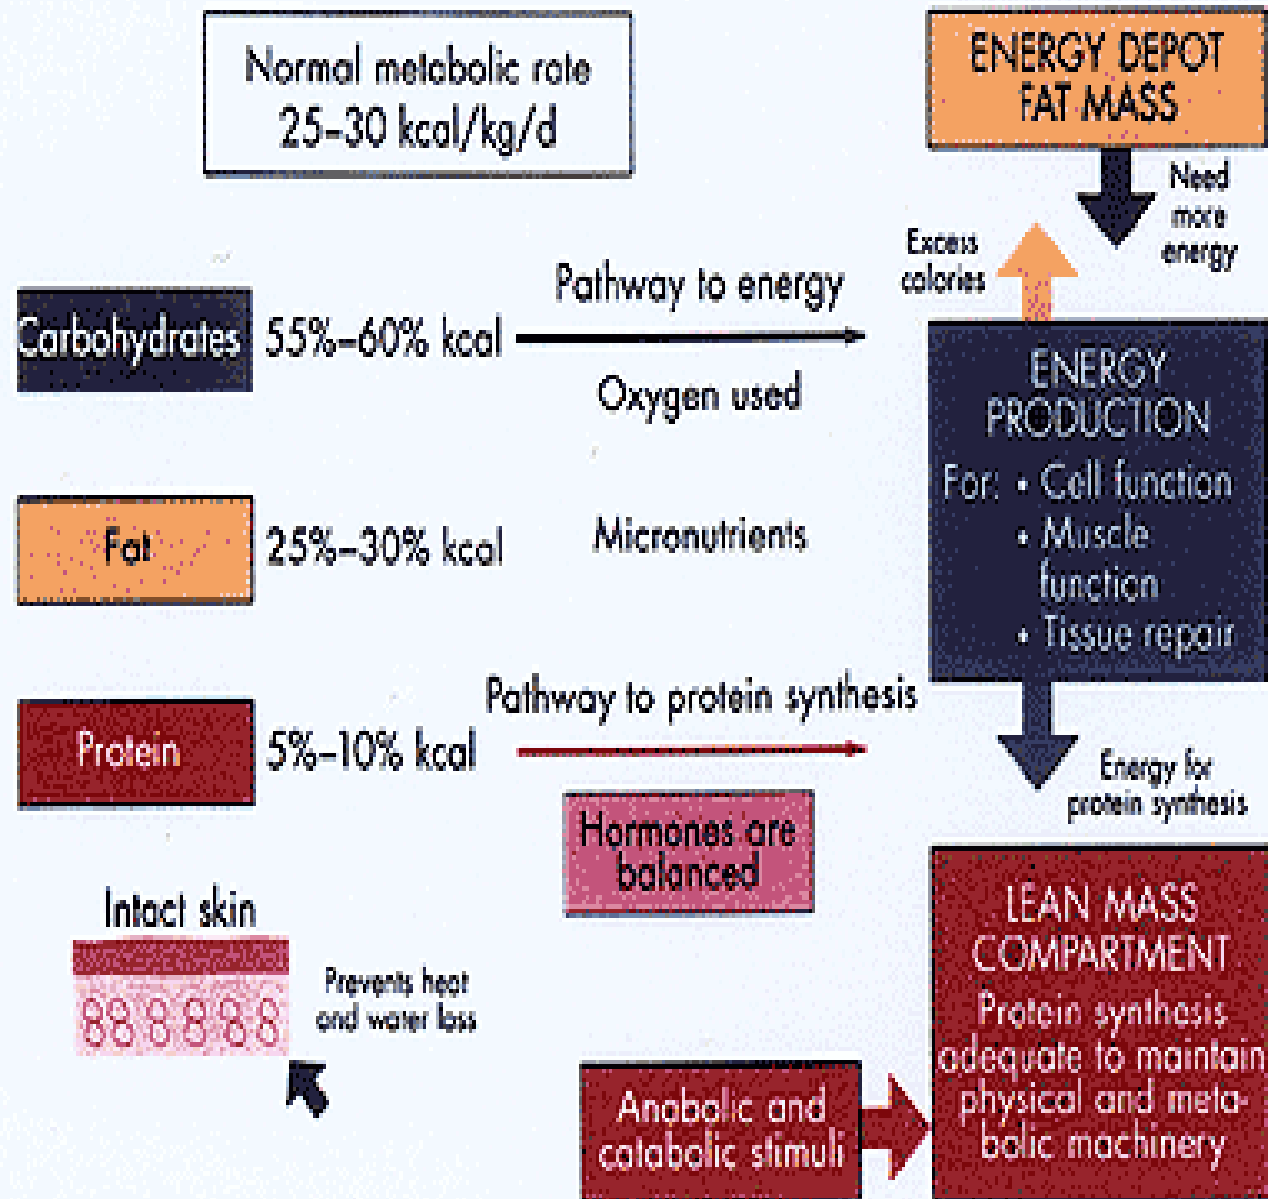 Normal metabolic rate
25–30 kcal/kg/d
ENERGY DEPOT
FAT MASS
Need
more
energy
Excess
calories
Carbohydrates
55%–60% kcal
Pathway to energy
Oxygen used
ENERGY
PRODUCTION
For: • Cell function
• Muscle
function
• Tissue repair
Fat
25%–30% kcal
Micronutrients
Protein
5%–10% kcal
Pathway to protein synthesis
Energy for
protein synthesis
Hormones are
balanced
Intact skin
Prevents heat
and water loss
LEAN MASS
COMPARTMENT
Protein synthesis
adequate to maintain
physical and meta-
bolic machinery
Anabolic and
catabolic stimuli